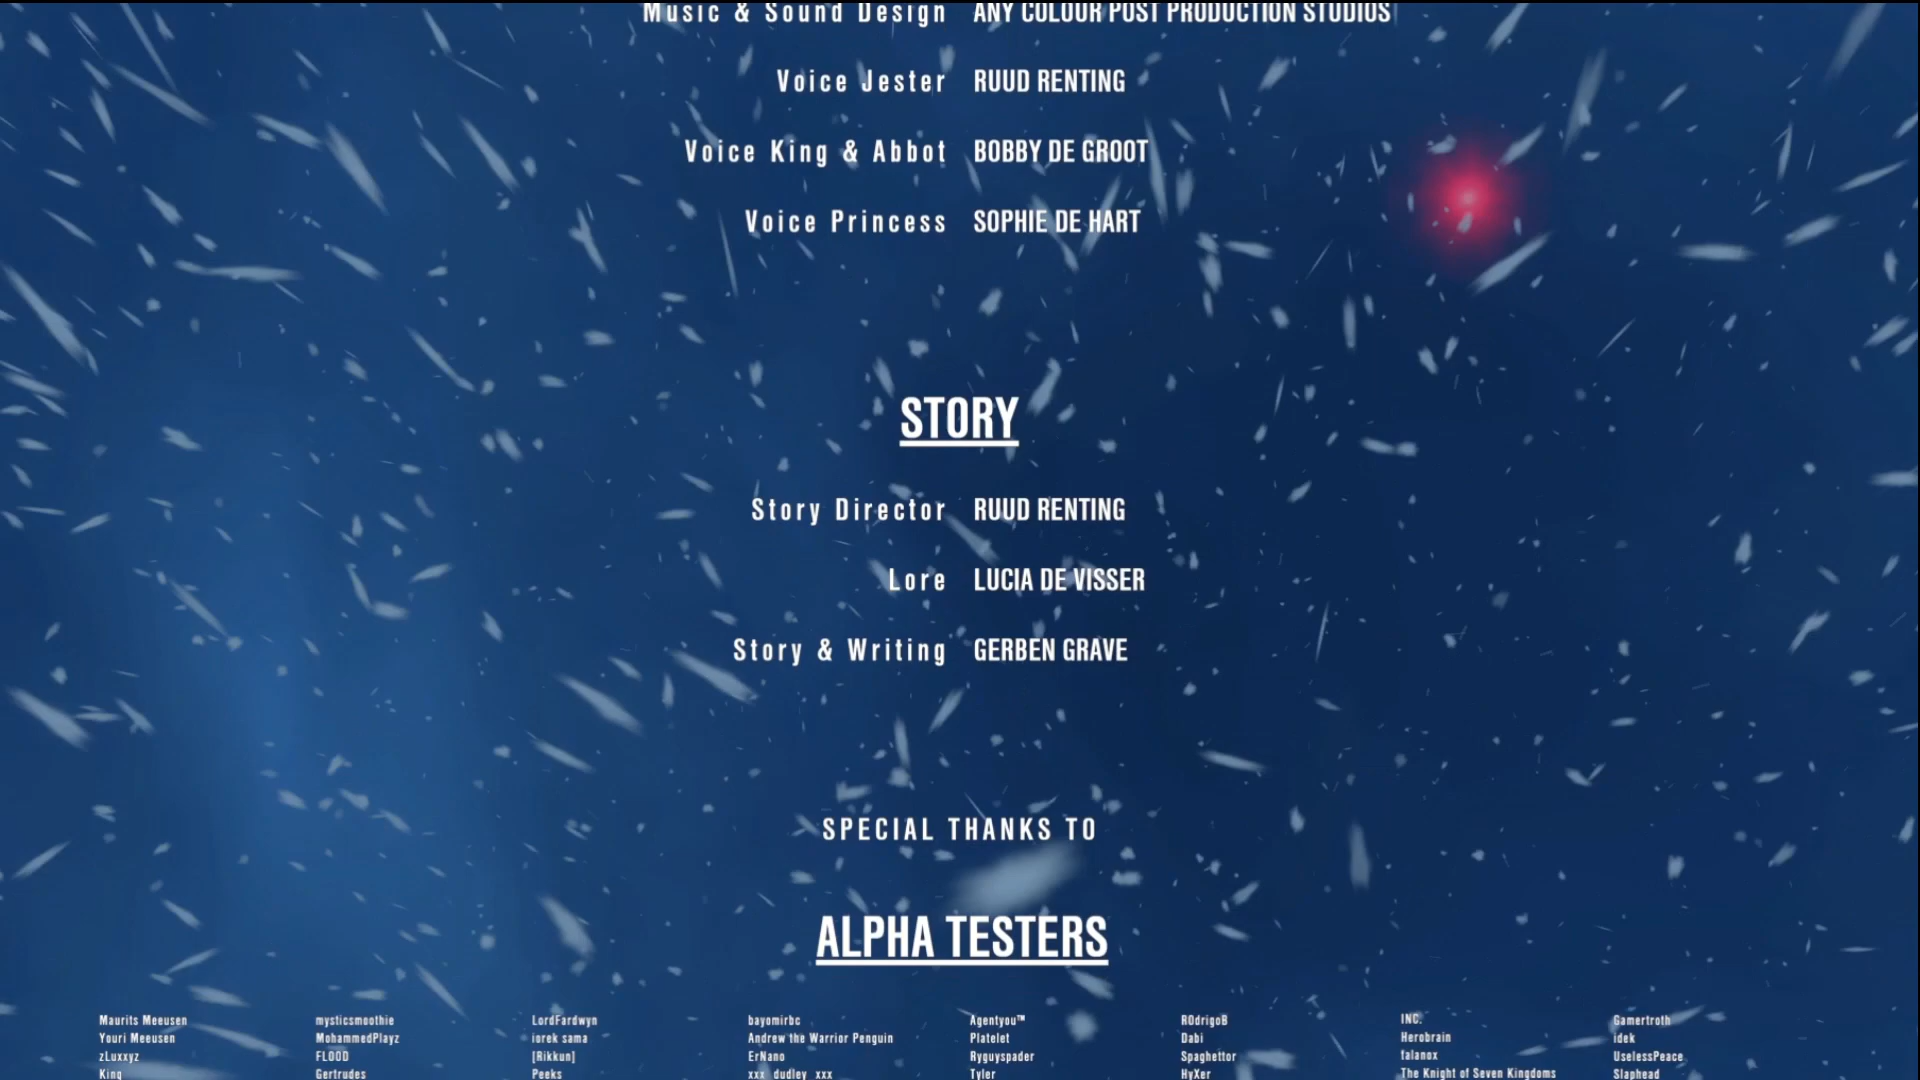 Music & Sound Design ANY COLOUR POST PRODUCTION STUDIOS
Voice Jester RUUD RENTING
Voice King & Abbot BOBBY DE GROOT
Voice Princess SOPHIE DE HART
STORY
Story Director RUUD RENTING
Lore LUCIA DE VISSER
Story & Writing GERBEN GRAVE
SPECIAL THANKS TO
ALPHA TESTERS
Maurits Meeusen mysticsmoothie LordFardwyn bayomirbc Agentyou™ ROdrigoB INC. Gamertroth
Youri Meeusen MohammedPlayz iorek sama Andrew the Warrior Penguin Platelet Dabi Herobrain idek
zLuxxyz FLOOD [Rikkun] ErNano Ryguyspader Spaghettor falanox UselessPeace
King Gertrudes Peeks xxx_dudley_xxx Tyler HyXer The Knight of Seven Kingdoms Slaphead